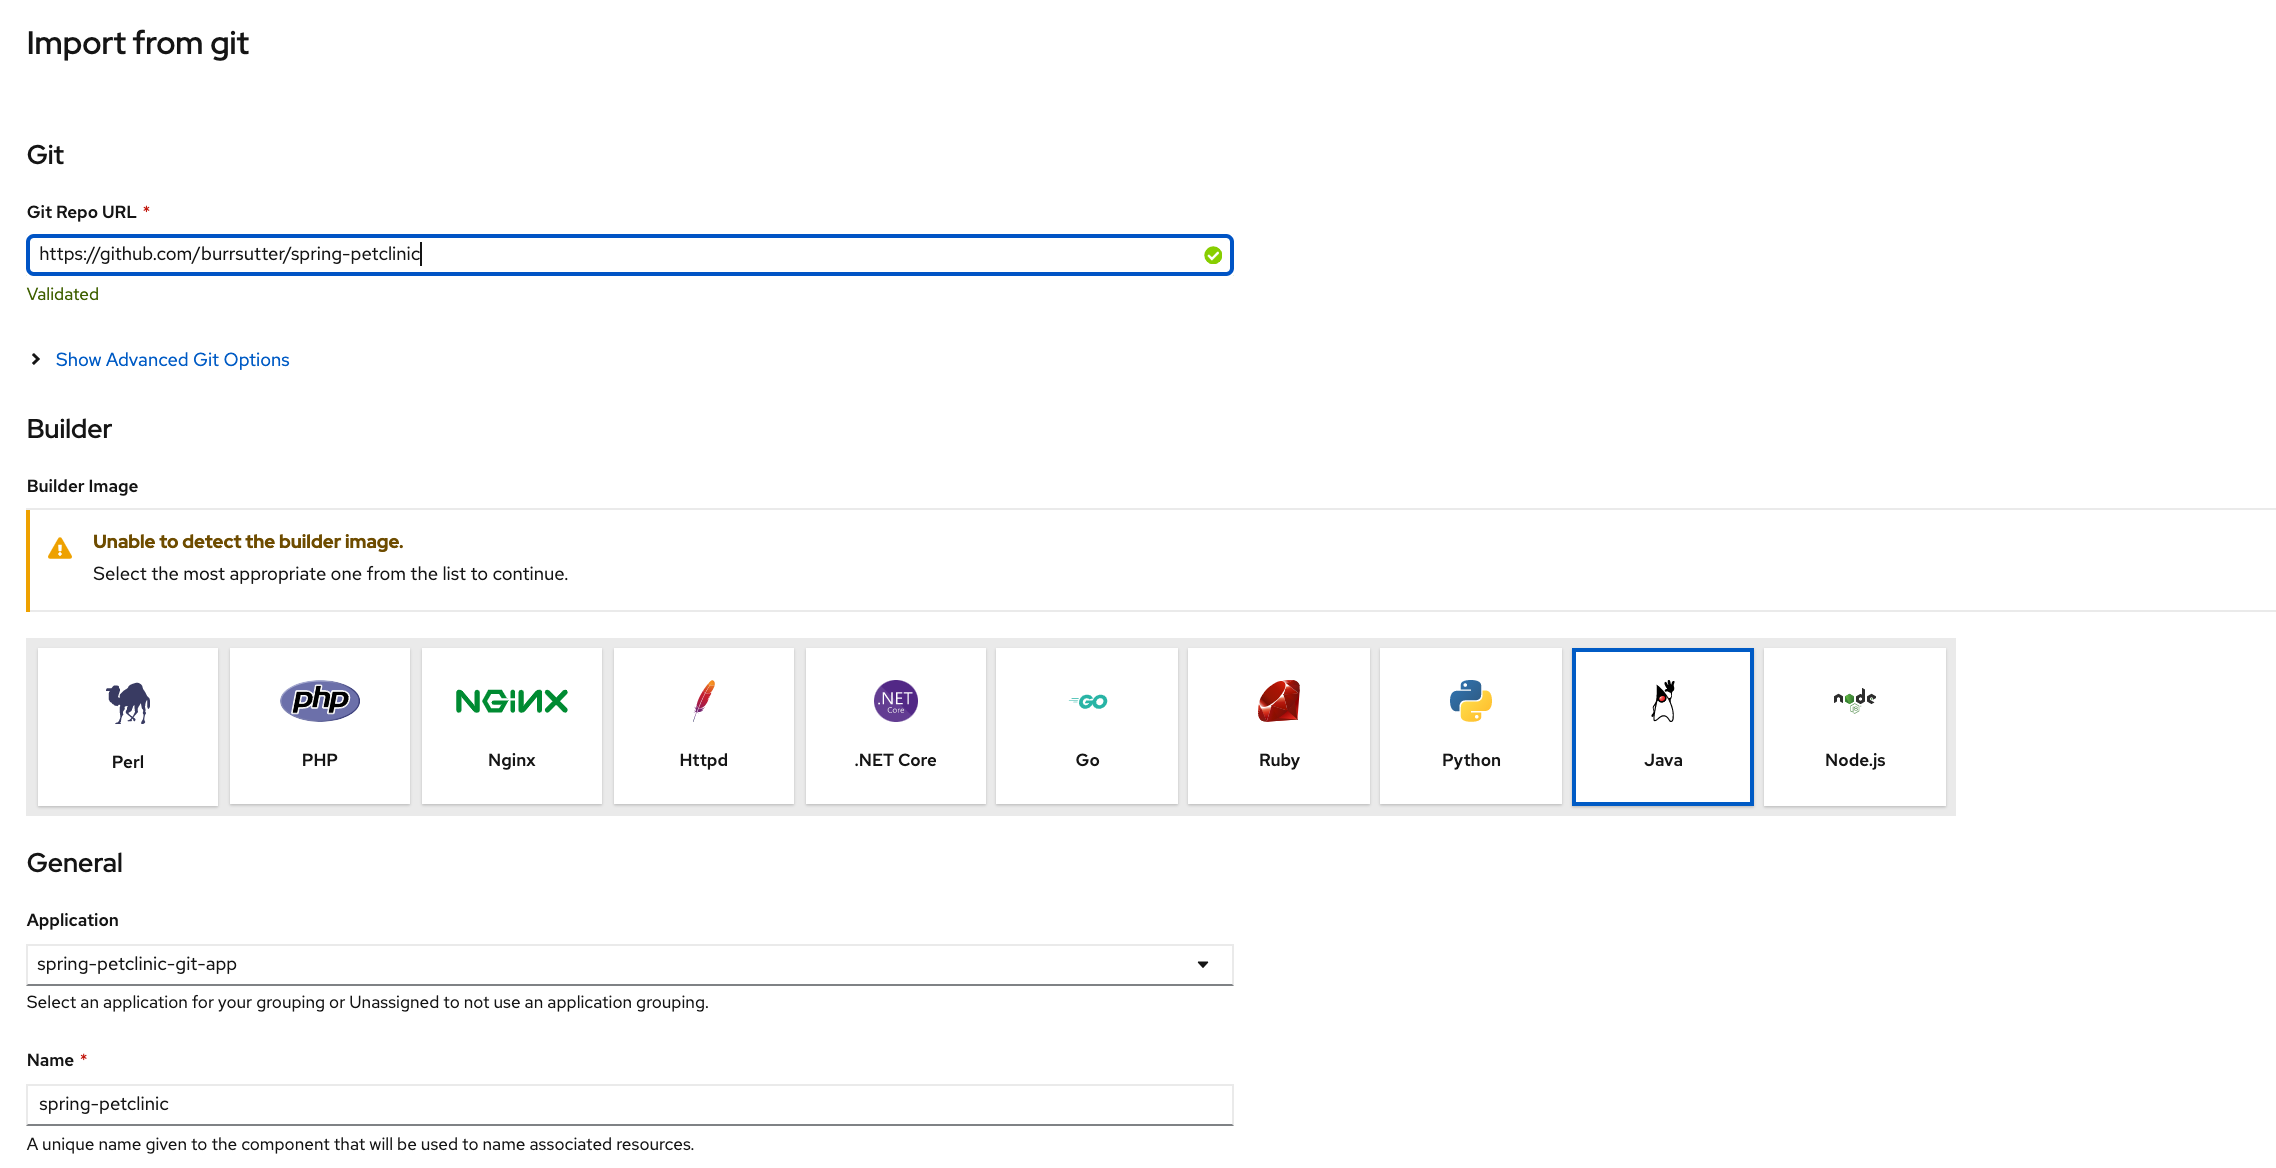 Import from git
Git
Git Repo URL *
https://github.com/burrsutter/spring-petclinic
Validated
Show Advanced Git Options
Builder
Builder Image
Unable to detect the builder image.
Select the most appropriate one from the list to continue.
php NGiNX .NET Core GO node JS
Perl PHP Nginx Httpd .NET Core Go Ruby Python Java Node.js
General
Application
spring-petclinic-git-app
Select an application for your grouping or Unassigned to not use an application grouping.
Name *
spring-petclinic
A unique name given to the component that will be used to name associated resources.